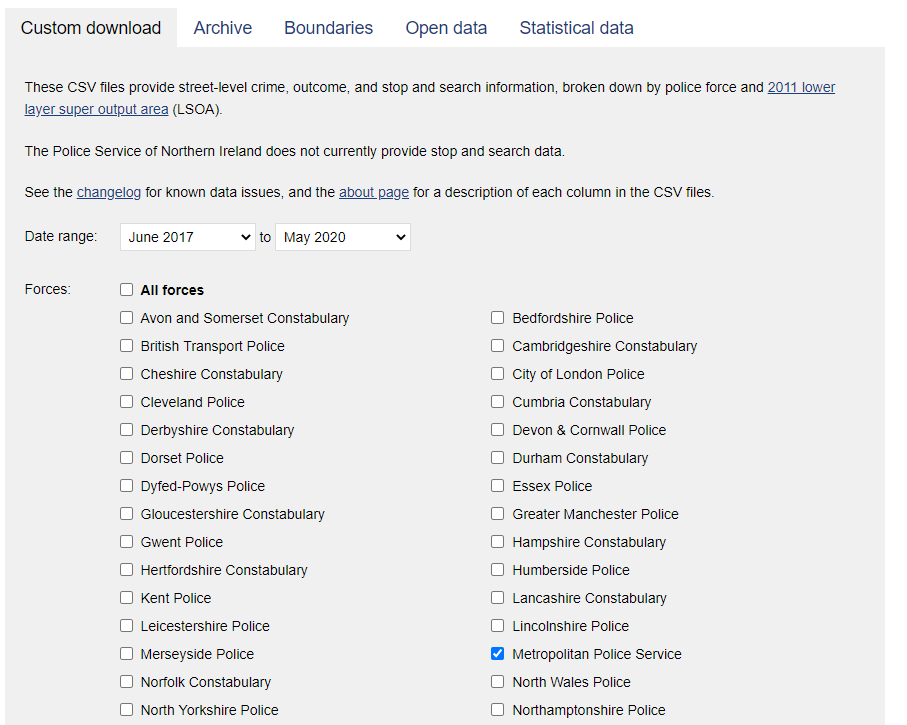 Custom download Archive Boundaries Open data Statistical data
These CSV files provide street-level crime, outcome, and stop and search information, broken down by police force and 2011 lower
layer super output area (LSOA).
The Police Service of Northern Ireland does not currently provide stop and search data.
See the changelog for known data issues, and the about page for a description of each column in the CSV files.
Date range: June 2017 to May 2020
Forces: All forces
Avon and Somerset Constabulary Bedfordshire Police
British Transport Police Cambridgeshire Constabulary
Cheshire Constabulary City of London Police
Cleveland Police Cumbria Constabulary
Derbyshire Constabulary Devon & Cornwall Police
Dorset Police Durham Constabulary
Dyfed-Powys Police Essex Police
Gloucestershire Constabulary Greater Manchester Police
Gwent Police Hampshire Constabulary
Hertfordshire Constabulary Humberside Police
Kent Police Lancashire Constabulary
Leicestershire Police Lincolnshire Police
Merseyside Police Metropolitan Police Service
Norfolk Constabulary North Wales Police
North Yorkshire Police Northamptonshire Police